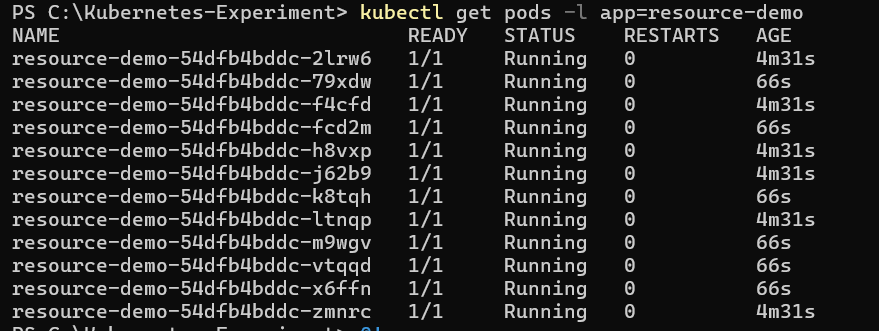 PS C:\Kubernetes-Experiment> kubectl get pods -l app=resource-demo
NAME READY STATUS RESTARTS AGE
resource-demo-54dfb4bddc-2lrw6 1/1 Running 0 4m31s
resource-demo-54dfb4bddc-79xdw 1/1 Running 0 66s
resource-demo-54dfb4bddc-f4cfd 1/1 Running 0 4m31s
resource-demo-54dfb4bddc-fcd2m 1/1 Running 0 66s
resource-demo-54dfb4bddc-h8vxp 1/1 Running 0 4m31s
resource-demo-54dfb4bddc-j62b9 1/1 Running 0 4m31s
resource-demo-54dfb4bddc-k8tqh 1/1 Running 0 66s
resource-demo-54dfb4bddc-ltnqp 1/1 Running 0 4m31s
resource-demo-54dfb4bddc-m9wgv 1/1 Running 0 66s
resource-demo-54dfb4bddc-vtqqd 1/1 Running 0 66s
resource-demo-54dfb4bddc-x6ffn 1/1 Running 0 66s
resource-demo-54dfb4bddc-zmnrc 1/1 Running 0 4m31s
PS C:\Kubernetes-Experiment>